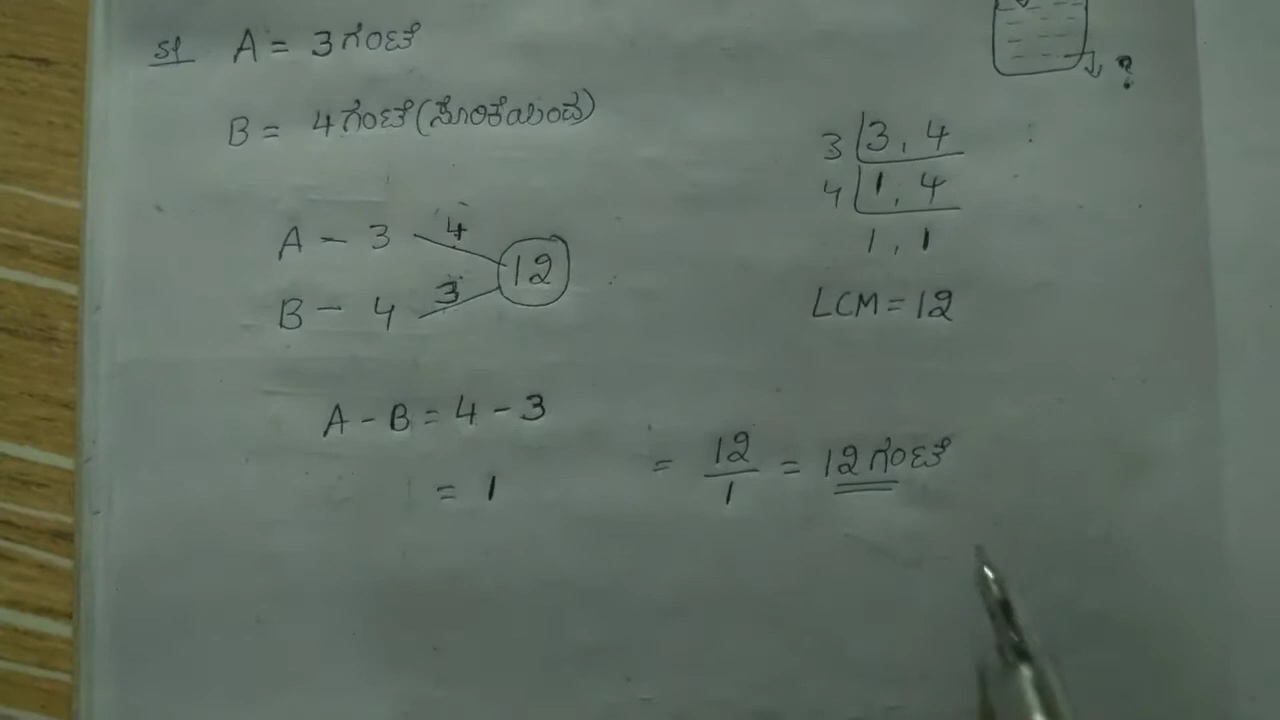 SI A = 3 ಗಂಟೆ
B = 4 ಗಂಟೆ (ಸೋರಿಕೆಯಿಂದ)
?
3 | 3, 4
4 | 1, 4
1, 1
LCM = 12
A - 3 4
12
B - 4 3
A - B = 4 - 3
= 1
= 12/1 = 12 ಗಂಟೆ